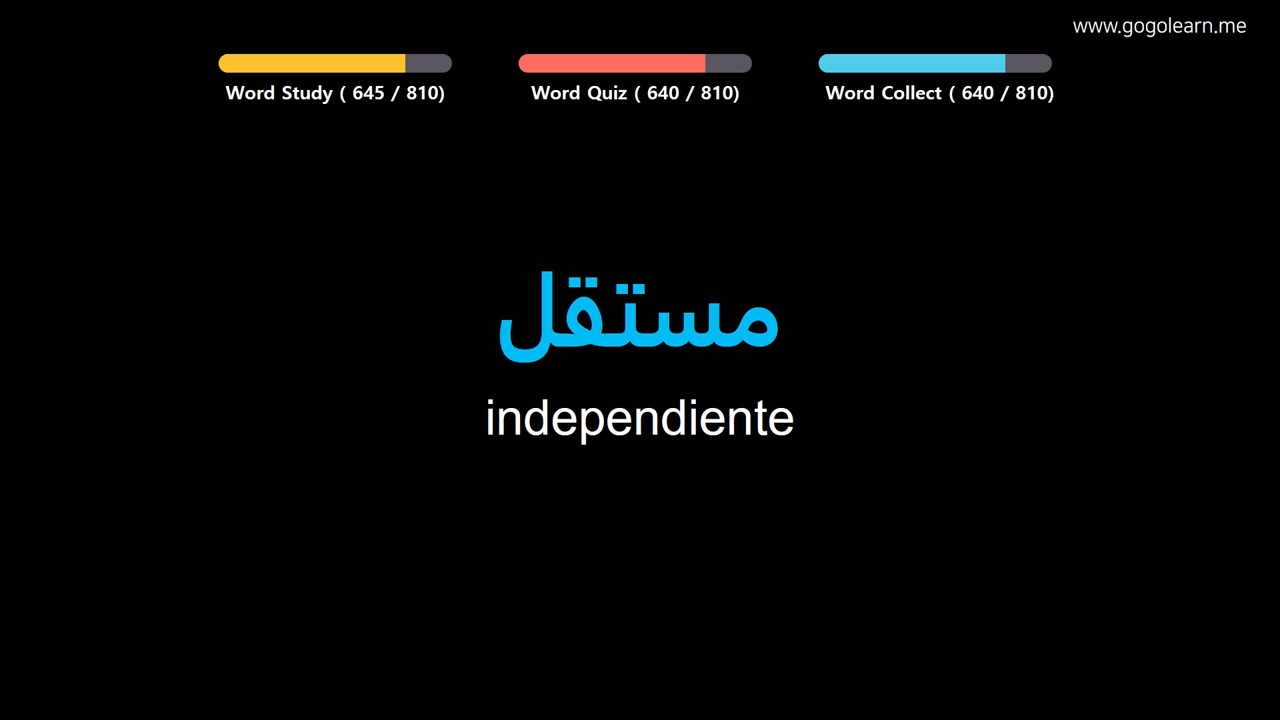 www.gogolearn.me
Word Study ( 645 / 810)
Word Quiz ( 640 / 810)
Word Collect ( 640 / 810)
مستقل
independiente